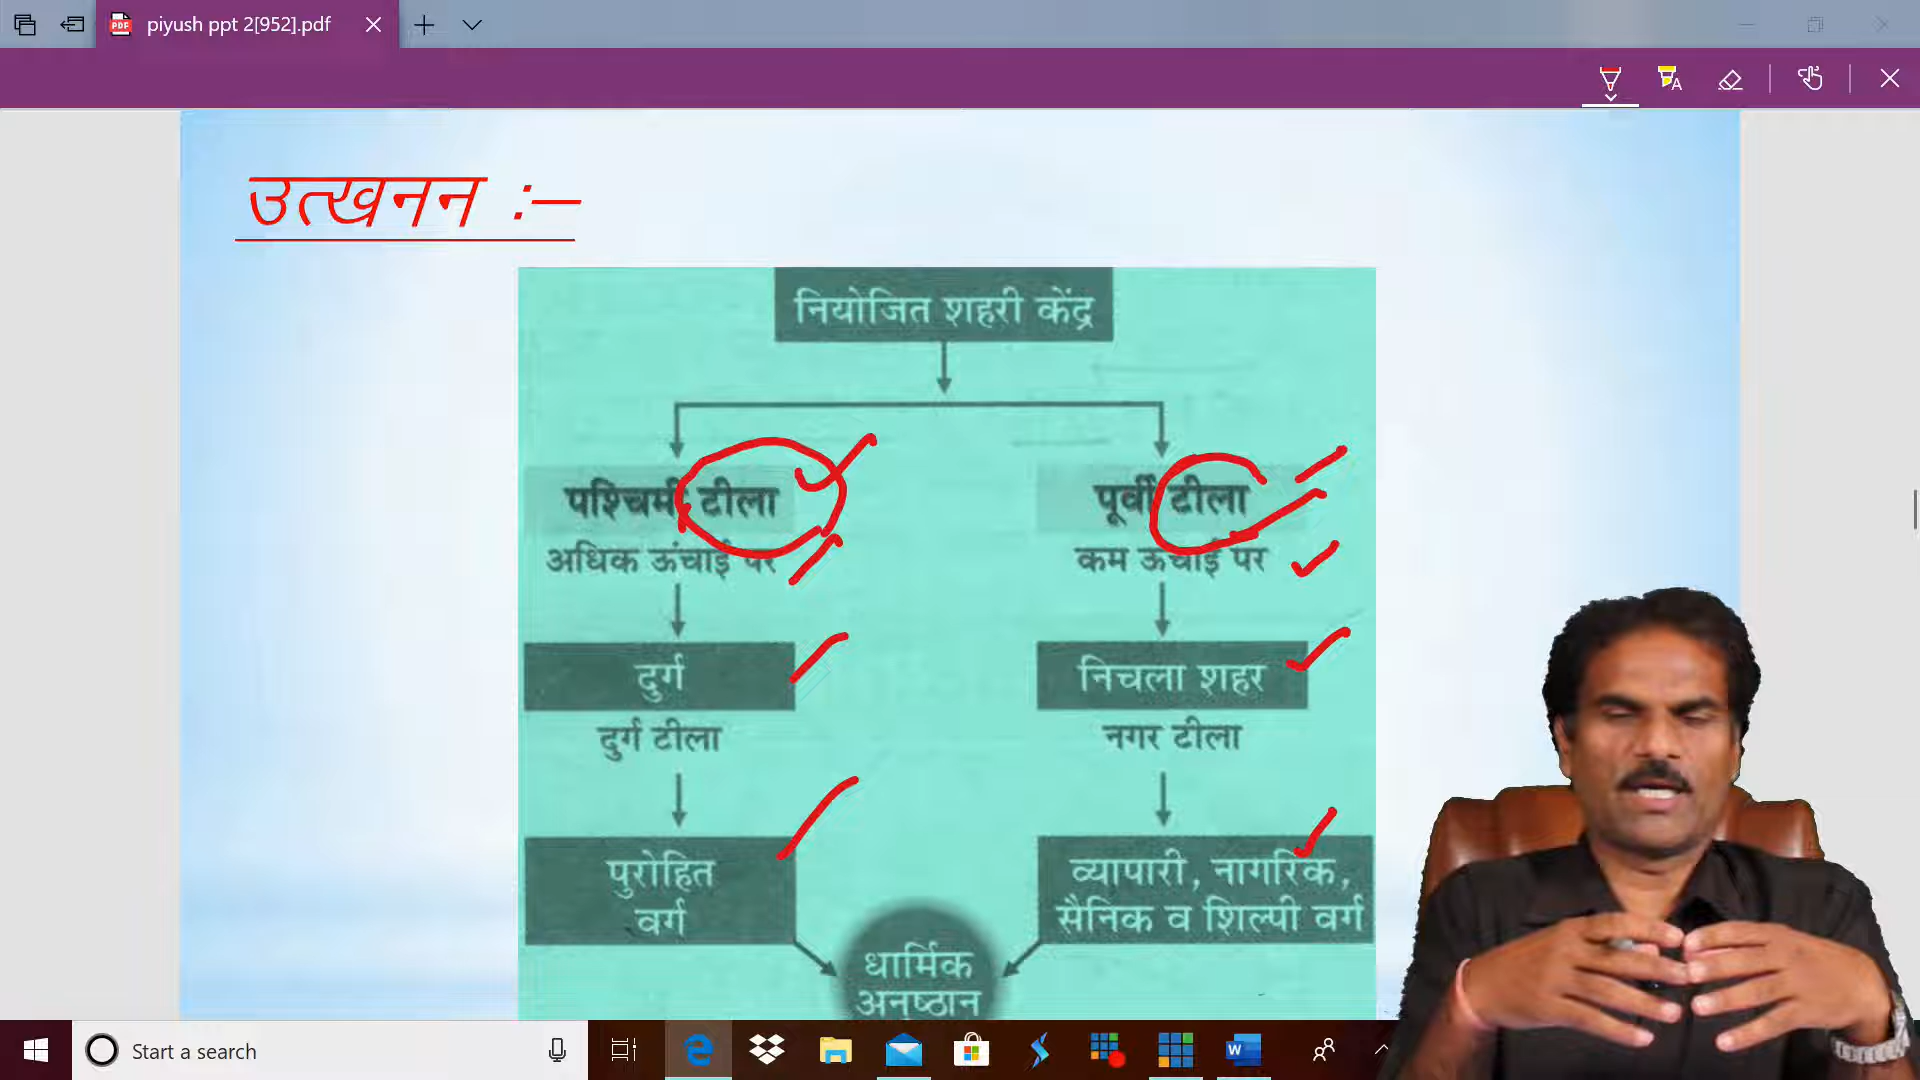 piyush ppt 2[952].pdf
उत्खनन :–
नियोजित शहरी केंद्र
पश्चिमी टीला
पूर्वी टीला
अधिक ऊंचाई पर
कम ऊंचाई पर
दुर्ग
निचला शहर
दुर्ग टीला
नगर टीला
पुरोहित
वर्ग
व्यापारी, नागरिक,
सैनिक व शिल्पी वर्ग
धार्मिक
अनुष्ठान
Start a search